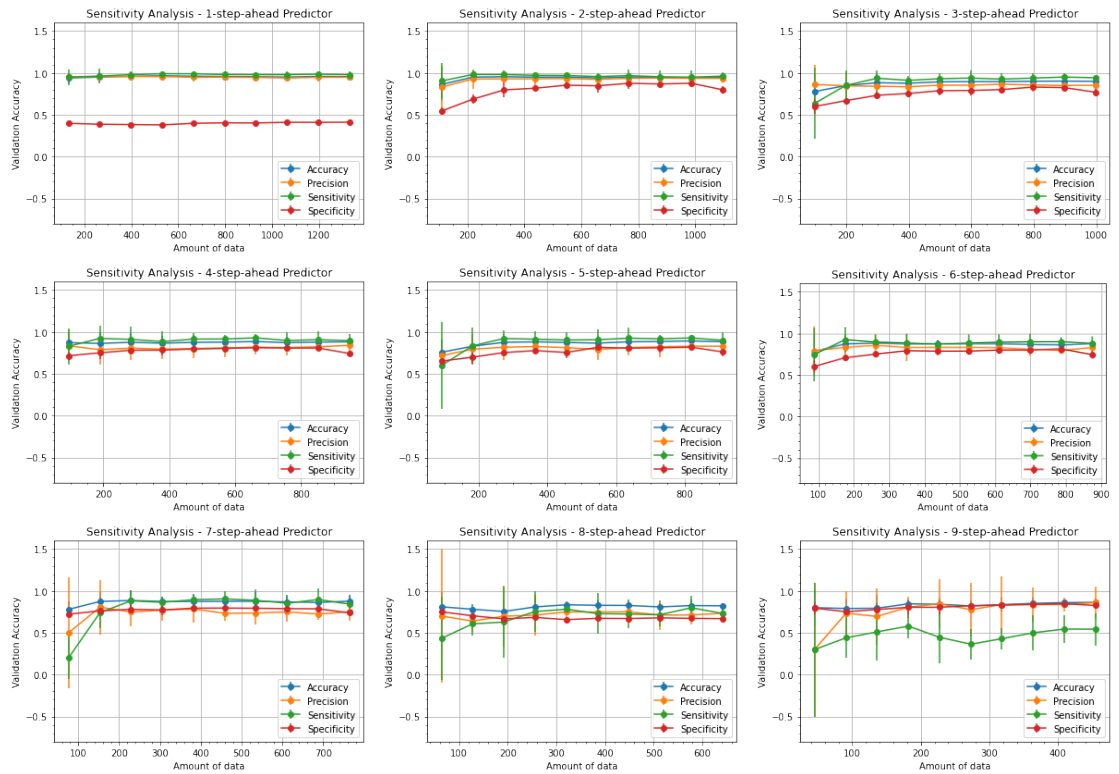 Sensitivity Analysis - 1-step-ahead Predictor
Validation Accuracy
1.5
1.0
0.5
0.0
−0.5
Accuracy
Precision
Sensitivity
Specificity
200 400 600 800 1000 1200
Amount of data
Sensitivity Analysis - 2-step-ahead Predictor
Validation Accuracy
1.5
1.0
0.5
0.0
−0.5
Accuracy
Precision
Sensitivity
Specificity
200 400 600 800 1000
Amount of data
Sensitivity Analysis - 3-step-ahead Predictor
Validation Accuracy
1.5
1.0
0.5
0.0
−0.5
Accuracy
Precision
Sensitivity
Specificity
200 400 600 800 1000
Amount of data
Sensitivity Analysis - 4-step-ahead Predictor
Validation Accuracy
1.5
1.0
0.5
0.0
−0.5
Accuracy
Precision
Sensitivity
Specificity
200 400 600 800
Amount of data
Sensitivity Analysis - 5-step-ahead Predictor
Validation Accuracy
1.5
1.0
0.5
0.0
−0.5
Accuracy
Precision
Sensitivity
Specificity
200 400 600 800
Amount of data
Sensitivity Analysis - 6-step-ahead Predictor
Validation Accuracy
1.5
1.0
0.5
0.0
−0.5
Accuracy
Precision
Sensitivity
Specificity
100 200 300 400 500 600 700 800 900
Amount of data
Sensitivity Analysis - 7-step-ahead Predictor
Validation Accuracy
1.5
1.0
0.5
0.0
−0.5
Accuracy
Precision
Sensitivity
Specificity
100 200 300 400 500 600 700
Amount of data
Sensitivity Analysis - 8-step-ahead Predictor
Validation Accuracy
1.5
1.0
0.5
0.0
−0.5
Accuracy
Precision
Sensitivity
Specificity
100 200 300 400 500 600
Amount of data
Sensitivity Analysis - 9-step-ahead Predictor
Validation Accuracy
1.5
1.0
0.5
0.0
−0.5
Accuracy
Precision
Sensitivity
Specificity
100 200 300 400
Amount of data